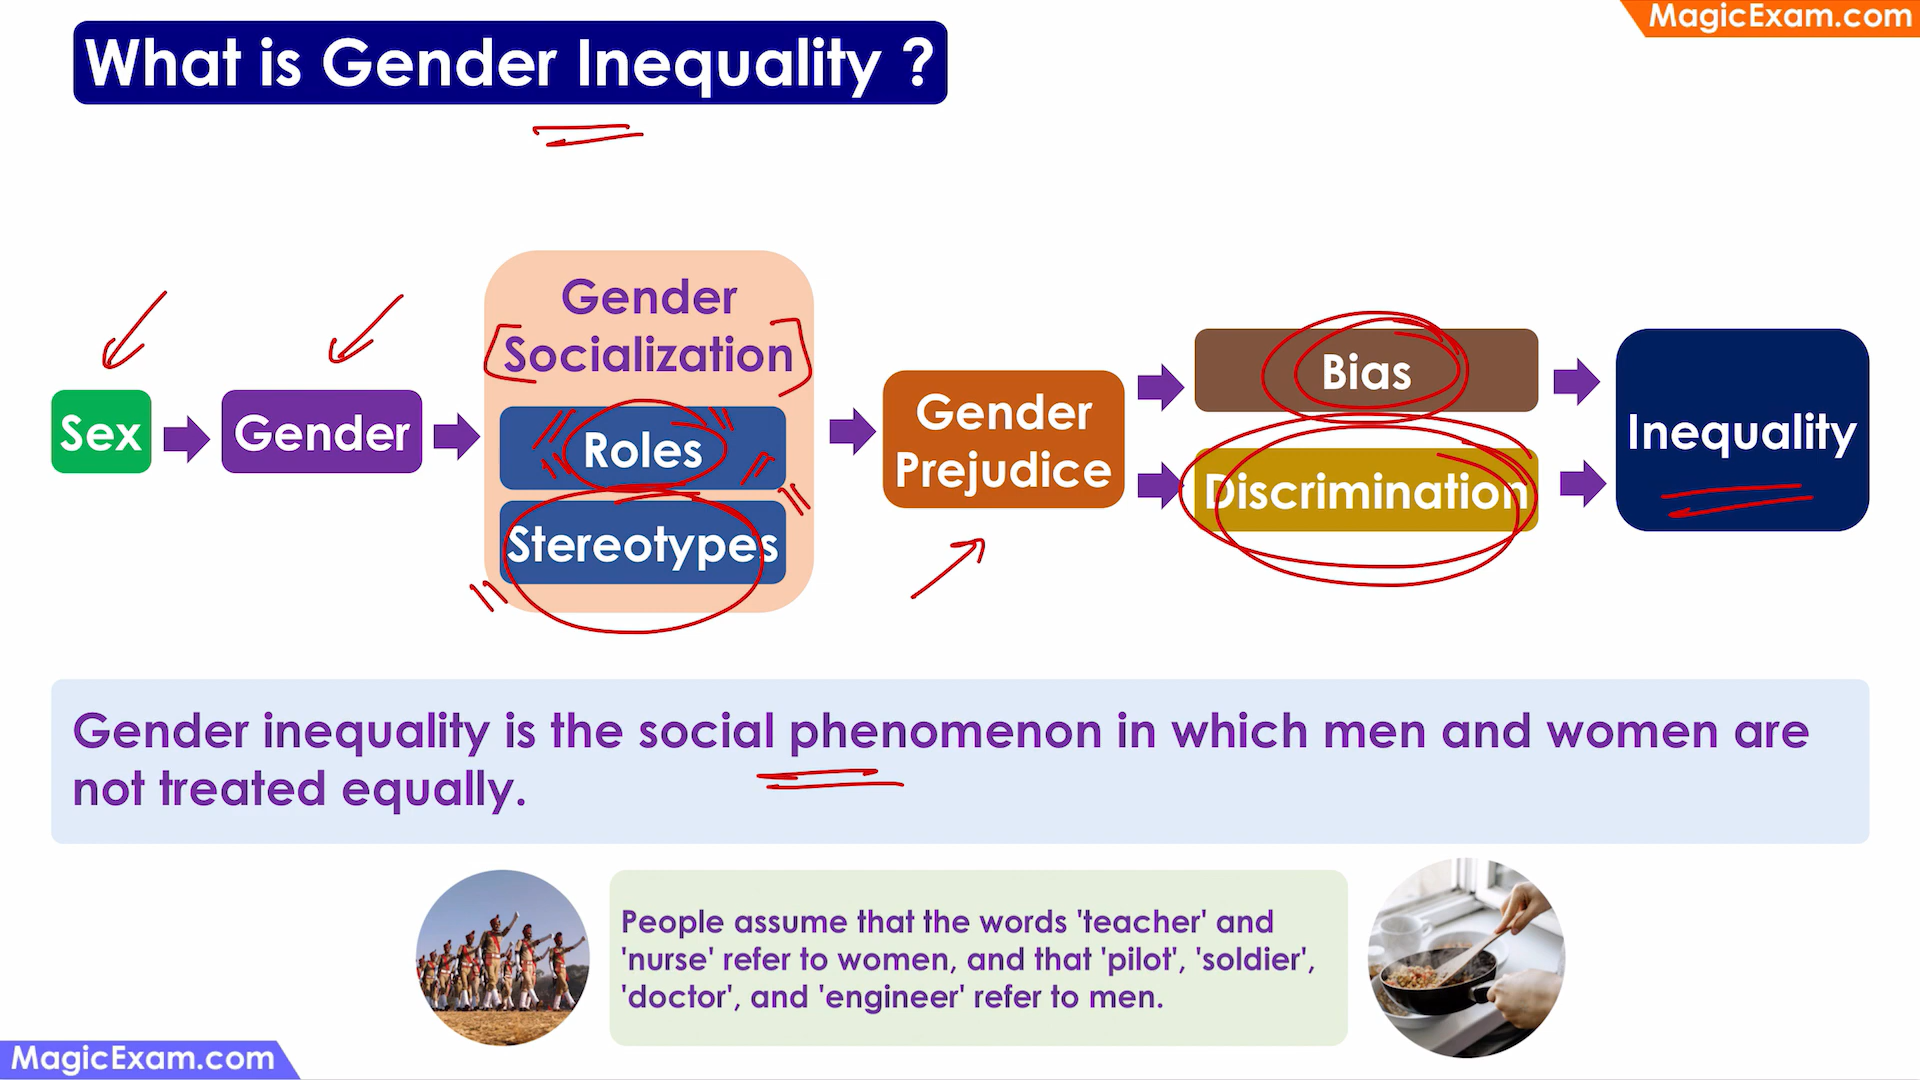 What is Gender Inequality ?
MagicExam.com
Sex
Gender
Gender
Socialization
Roles
Stereotypes
Gender
Prejudice
Bias
Discrimination
Inequality
Gender inequality is the social phenomenon in which men and women are
not treated equally.
People assume that the words 'teacher' and
'nurse' refer to women, and that 'pilot', 'soldier',
'doctor', and 'engineer' refer to men.
MagicExam.com